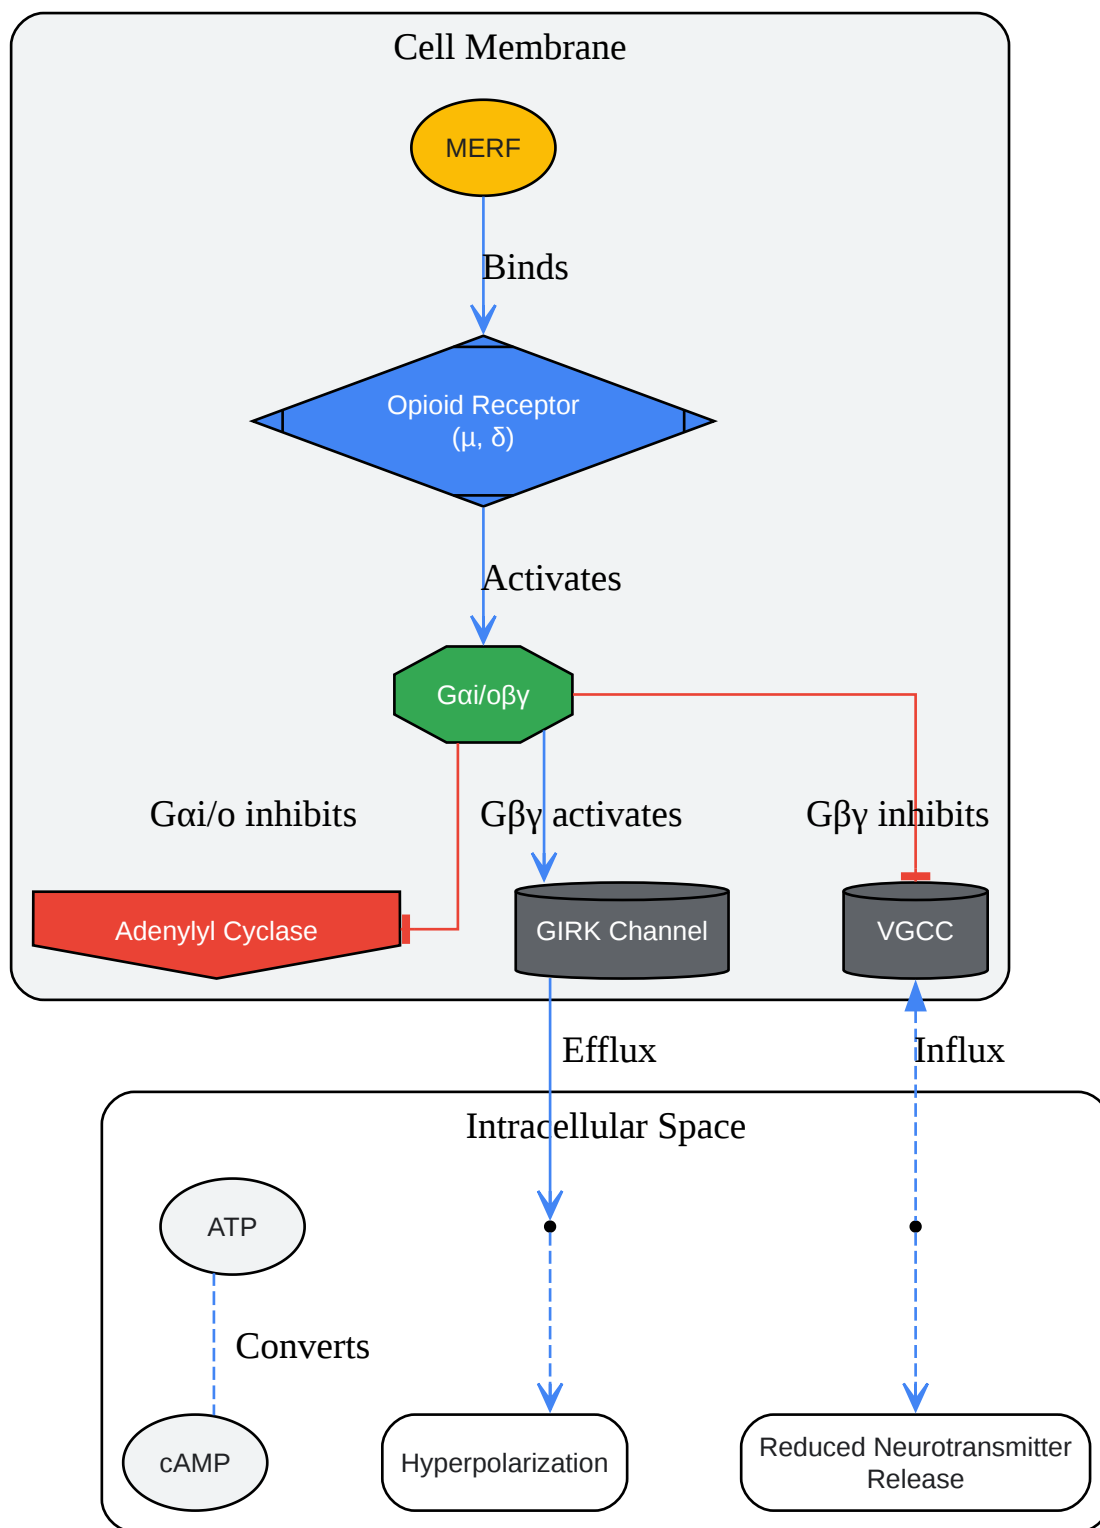 Cell Membrane
MERF
Binds
Opioid Receptor
(μ, δ)
Activates
Gαi/oβγ
Gαi/o inhibits
Gβγ activates
Gβγ inhibits
Adenylyl Cyclase
GIRK Channel
VGCC
Efflux
Influx
Intracellular Space
ATP
Converts
cAMP
Hyperpolarization
Reduced Neurotransmitter
Release